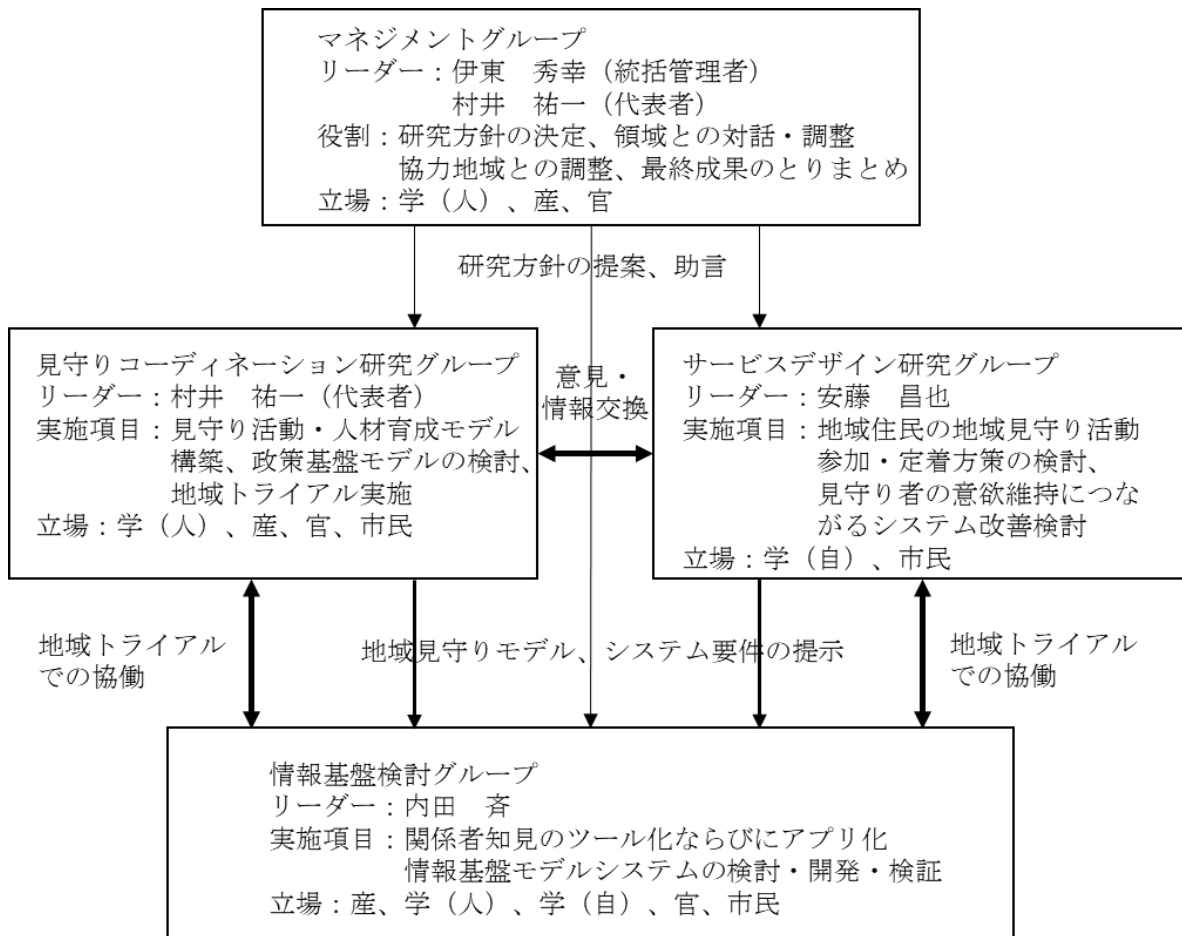 マネジメントグループ
リーダー：伊東　秀幸（統括管理者）
村井　祐一（代表者）
役割：研究方針の決定、領域との対話・調整
協力地域との調整、最終成果のとりまとめ
立場：学（人）、産、官
研究方針の提案、助言
見守りコーディネーション研究グループ
リーダー：村井　祐一（代表者）
実施項目：見守り活動・人材育成モデル
構築、政策基盤モデルの検討、
地域トライアル実施
立場：学（人）、産、官、市民
意見・
情報交換
サービスデザイン研究グループ
リーダー：安藤　昌也
実施項目：地域住民の地域見守り活動
参加・定着方策の検討、
見守り者の意欲維持につな
がるシステム改善検討
立場：学（自）、市民
地域トライアル
での協働
地域見守りモデル、システム要件の提示
地域トライアル
での協働
情報基盤検討グループ
リーダー：内田　斉
実施項目：関係者知見のツール化ならびにアプリ化
情報基盤モデルシステムの検討・開発・検証
立場：産、学（人）、学（自）、官、市民